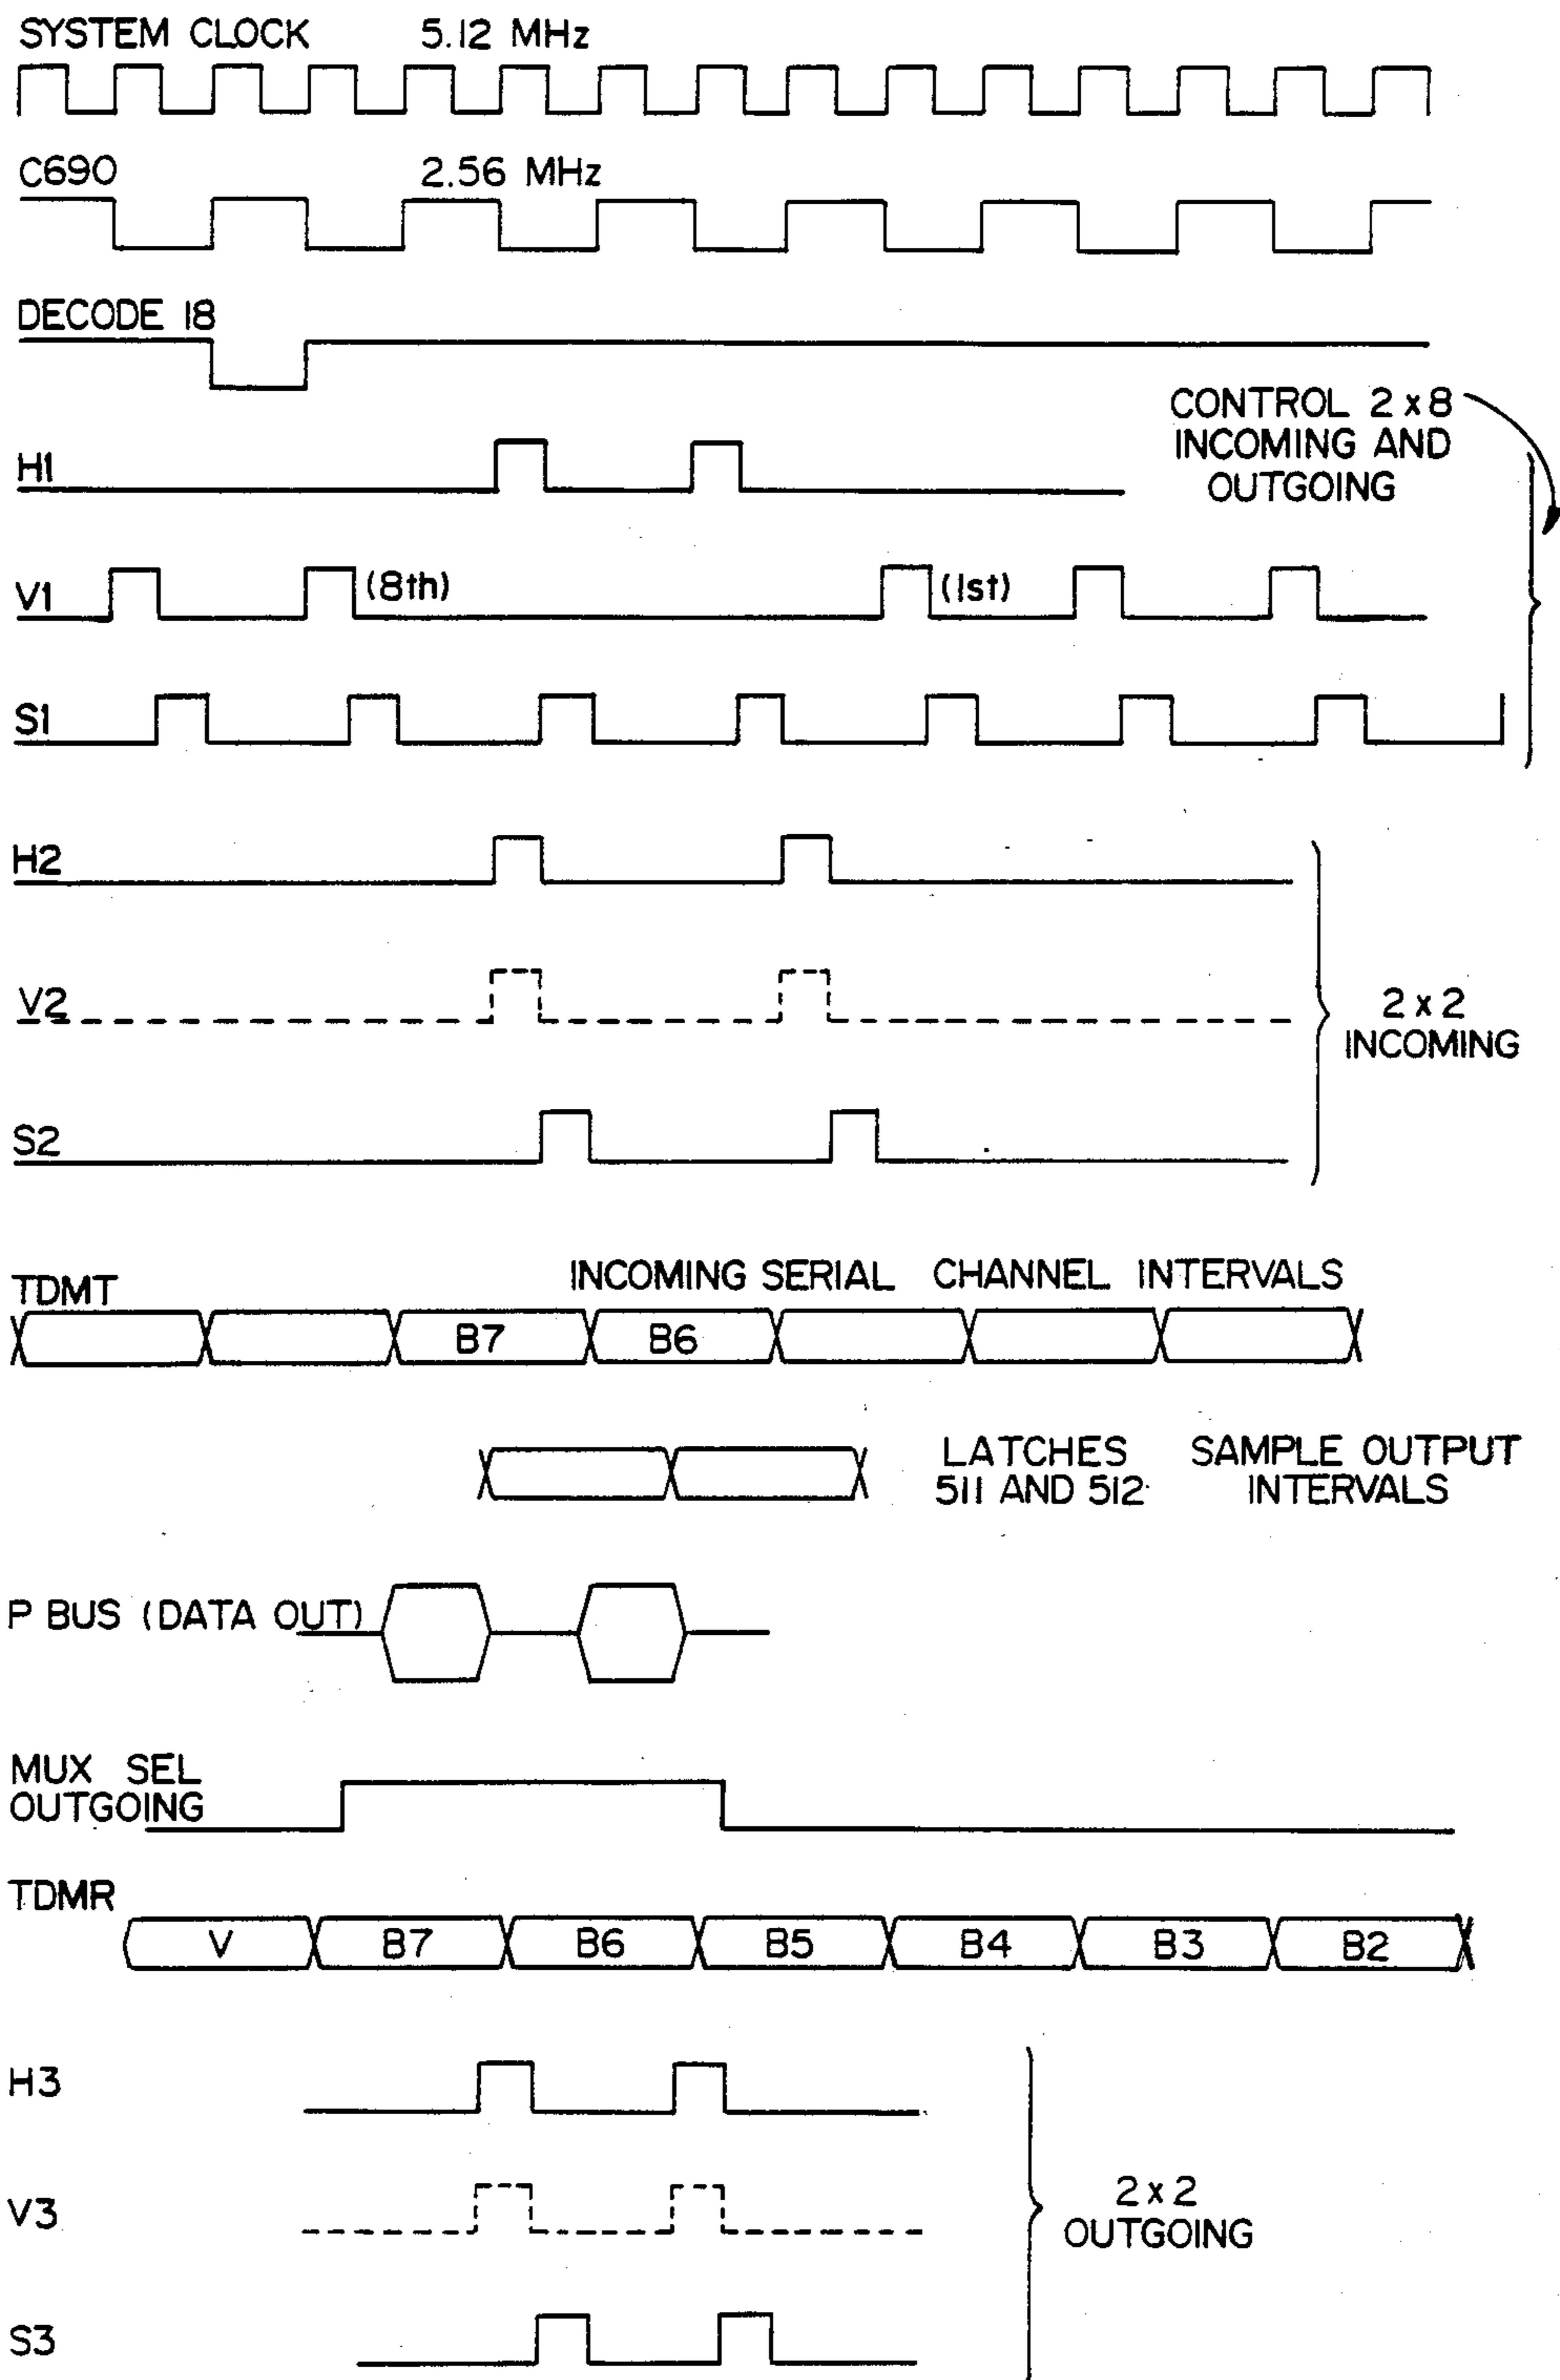 SYSTEM CLOCK 5.12 MHz
C690 2.56 MHz
DECODE 18
CONTROL 2 x 8
INCOMING AND
OUTGOING
H1
V1 (8th) (1st)
S1
H2
V2
2 x 2
INCOMING
S2
TDMT
INCOMING SERIAL CHANNEL INTERVALS
B7 B6
LATCHES
511 AND 512
SAMPLE OUTPUT
INTERVALS
P BUS (DATA OUT)
MUX SEL
OUTGOING
TDMR
V B7 B6 B5 B4 B3 B2
H3
V3
2 x 2
OUTGOING
S3